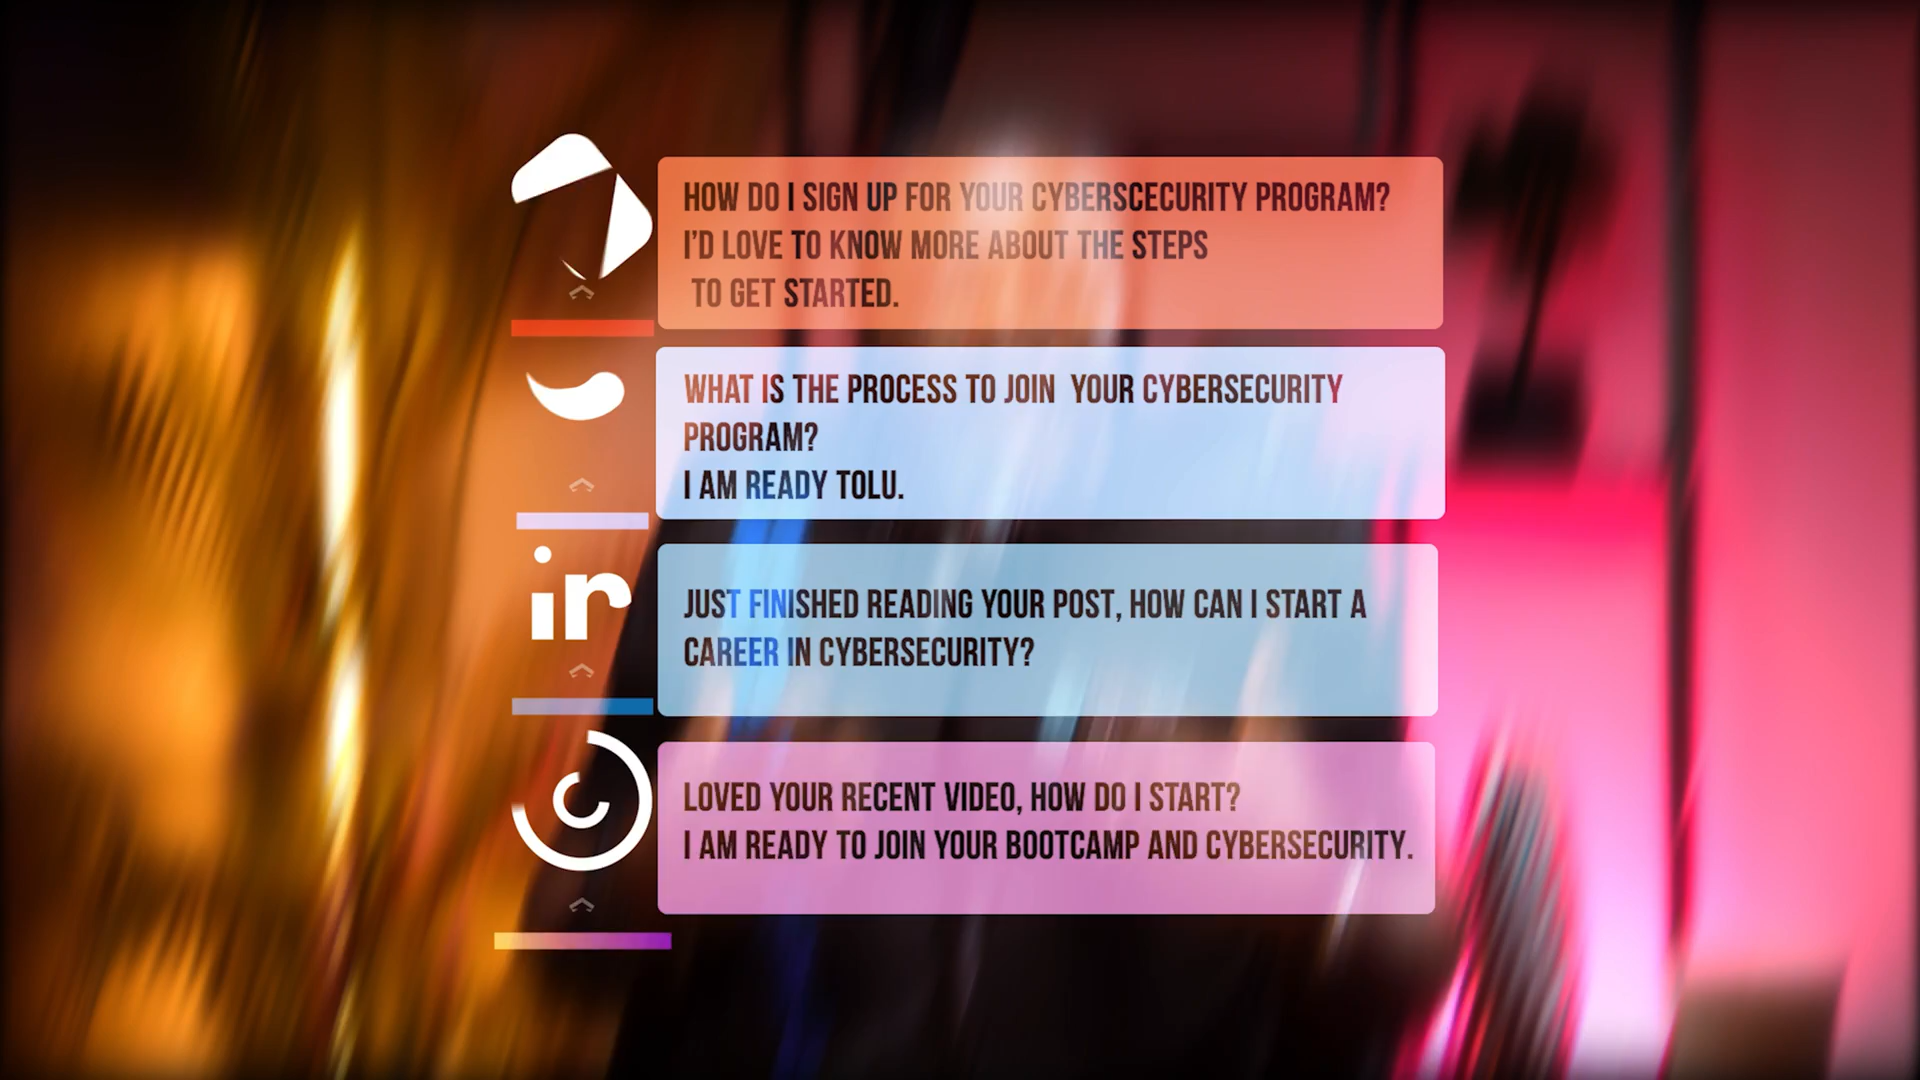 HOW DO I SIGN UP FOR YOUR CYBERSCECURITY PROGRAM?
I'D LOVE TO KNOW MORE ABOUT THE STEPS
TO GET STARTED.
WHAT IS THE PROCESS TO JOIN YOUR CYBERSECURITY
PROGRAM?
I AM READY TOLU.
in
JUST FINISHED READING YOUR POST, HOW CAN I START A
CAREER IN CYBERSECURITY?
LOVED YOUR RECENT VIDEO, HOW DO I START?
I AM READY TO JOIN YOUR BOOTCAMP AND CYBERSECURITY.